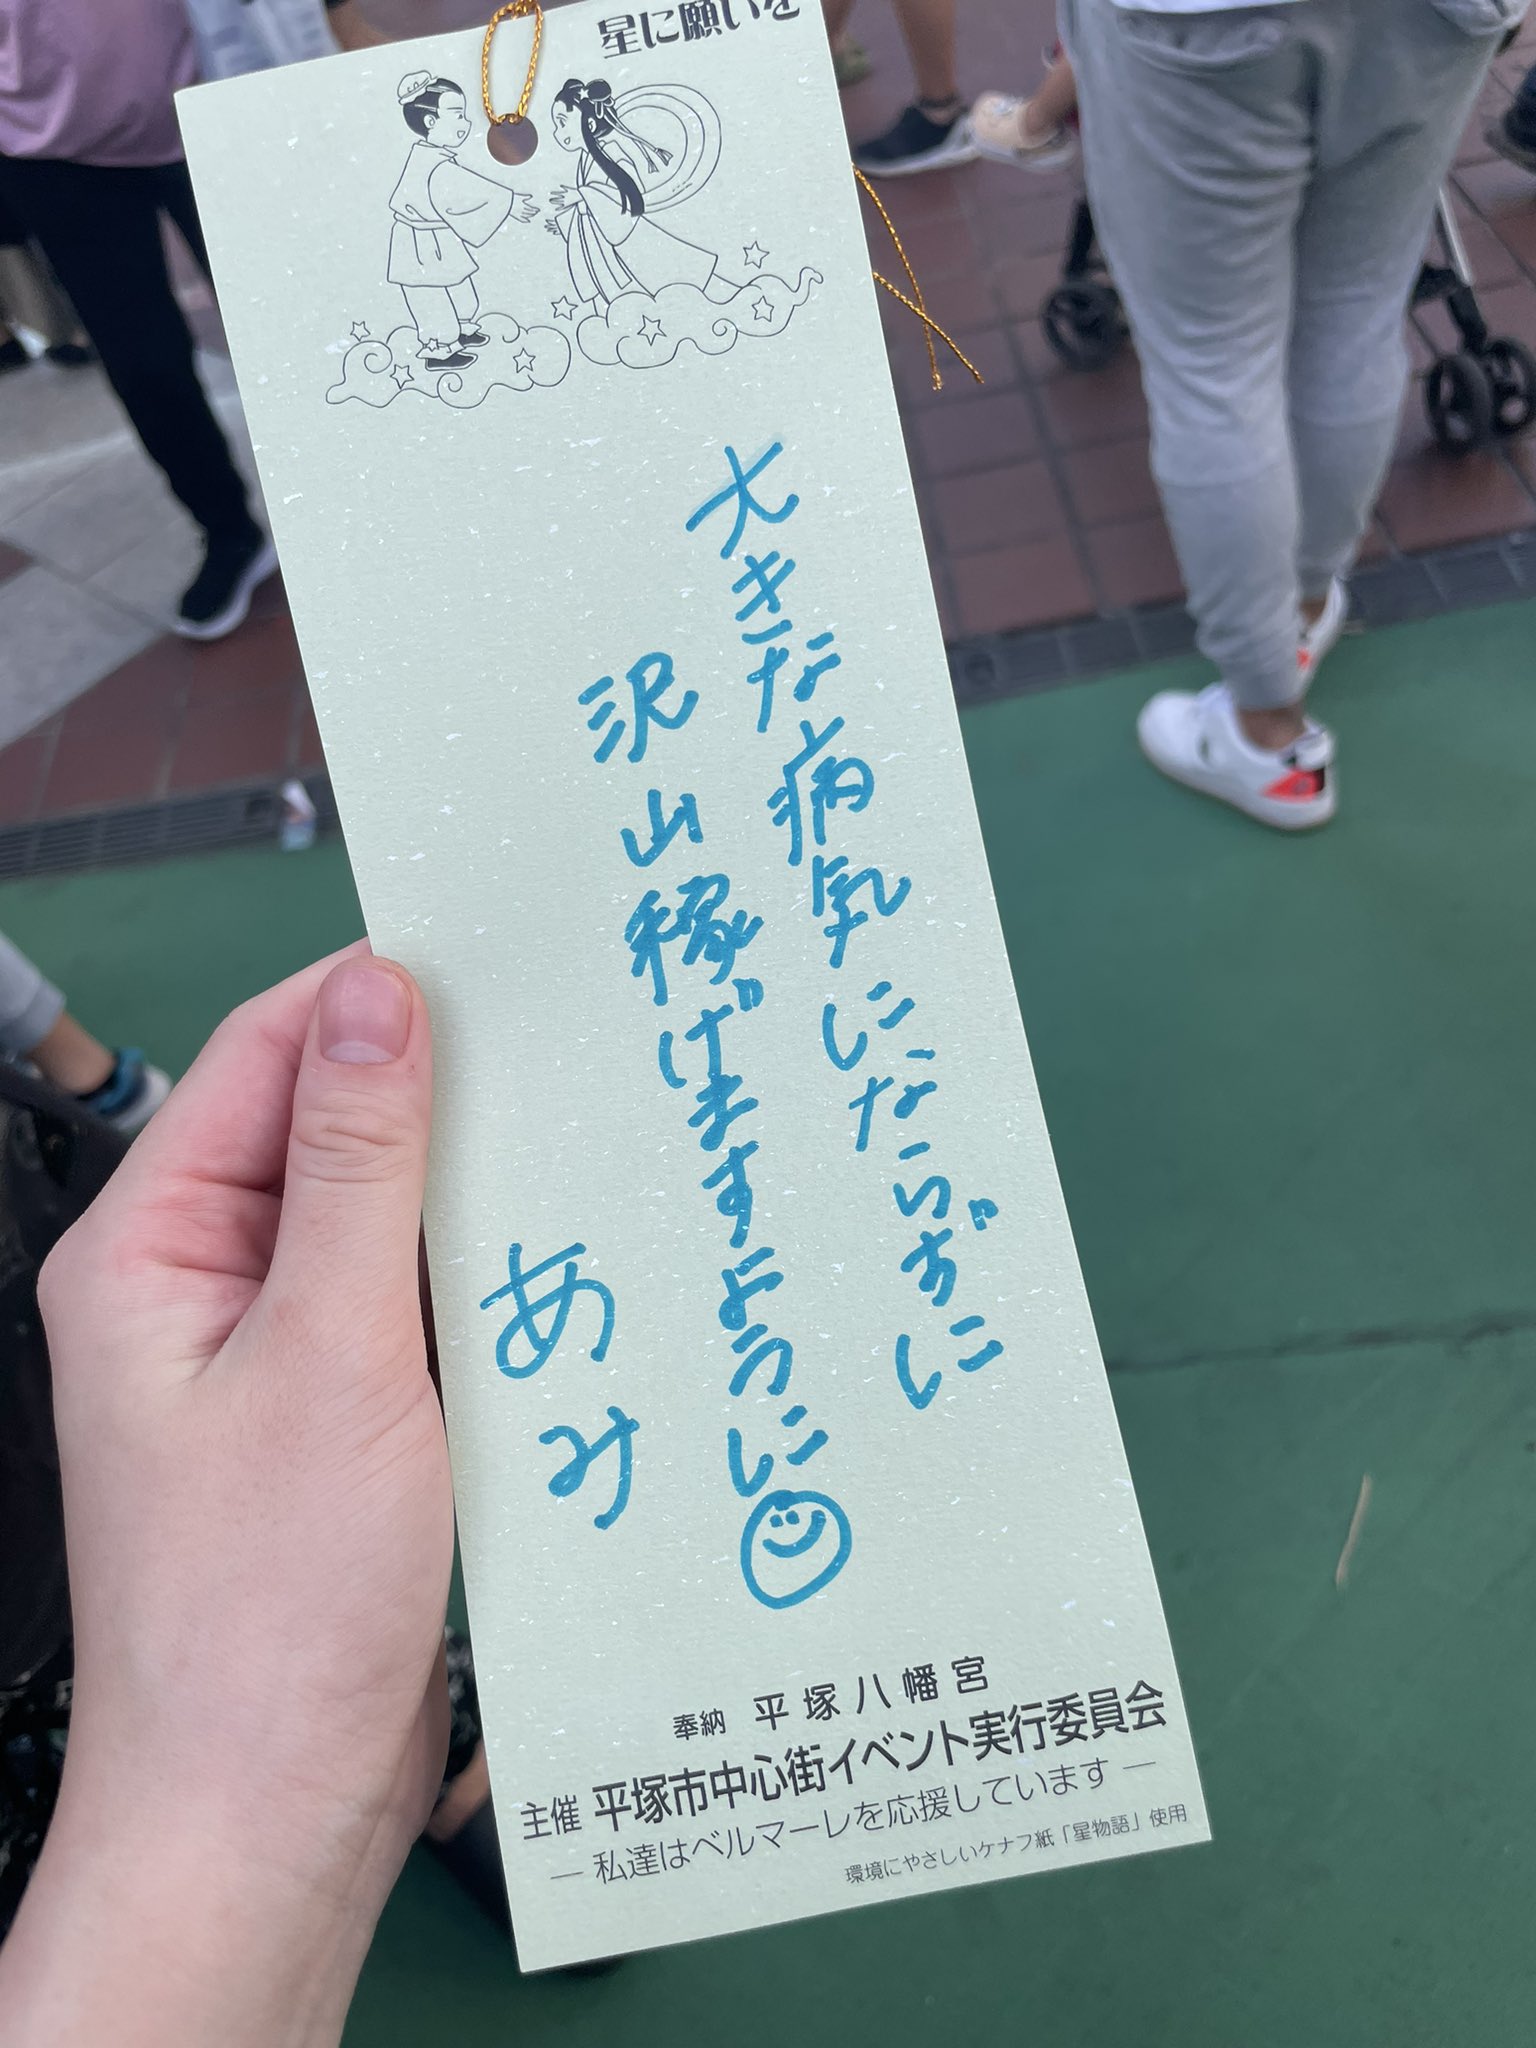 星に願いを
大きな病気にならずに
沢山稼げますように
あみ
奉納 平塚八幡宮
主催 平塚市中心街イベント実行委員会
― 私達はベルマーレを応援しています ―
環境にやさしいケナフ紙「星物語」使用